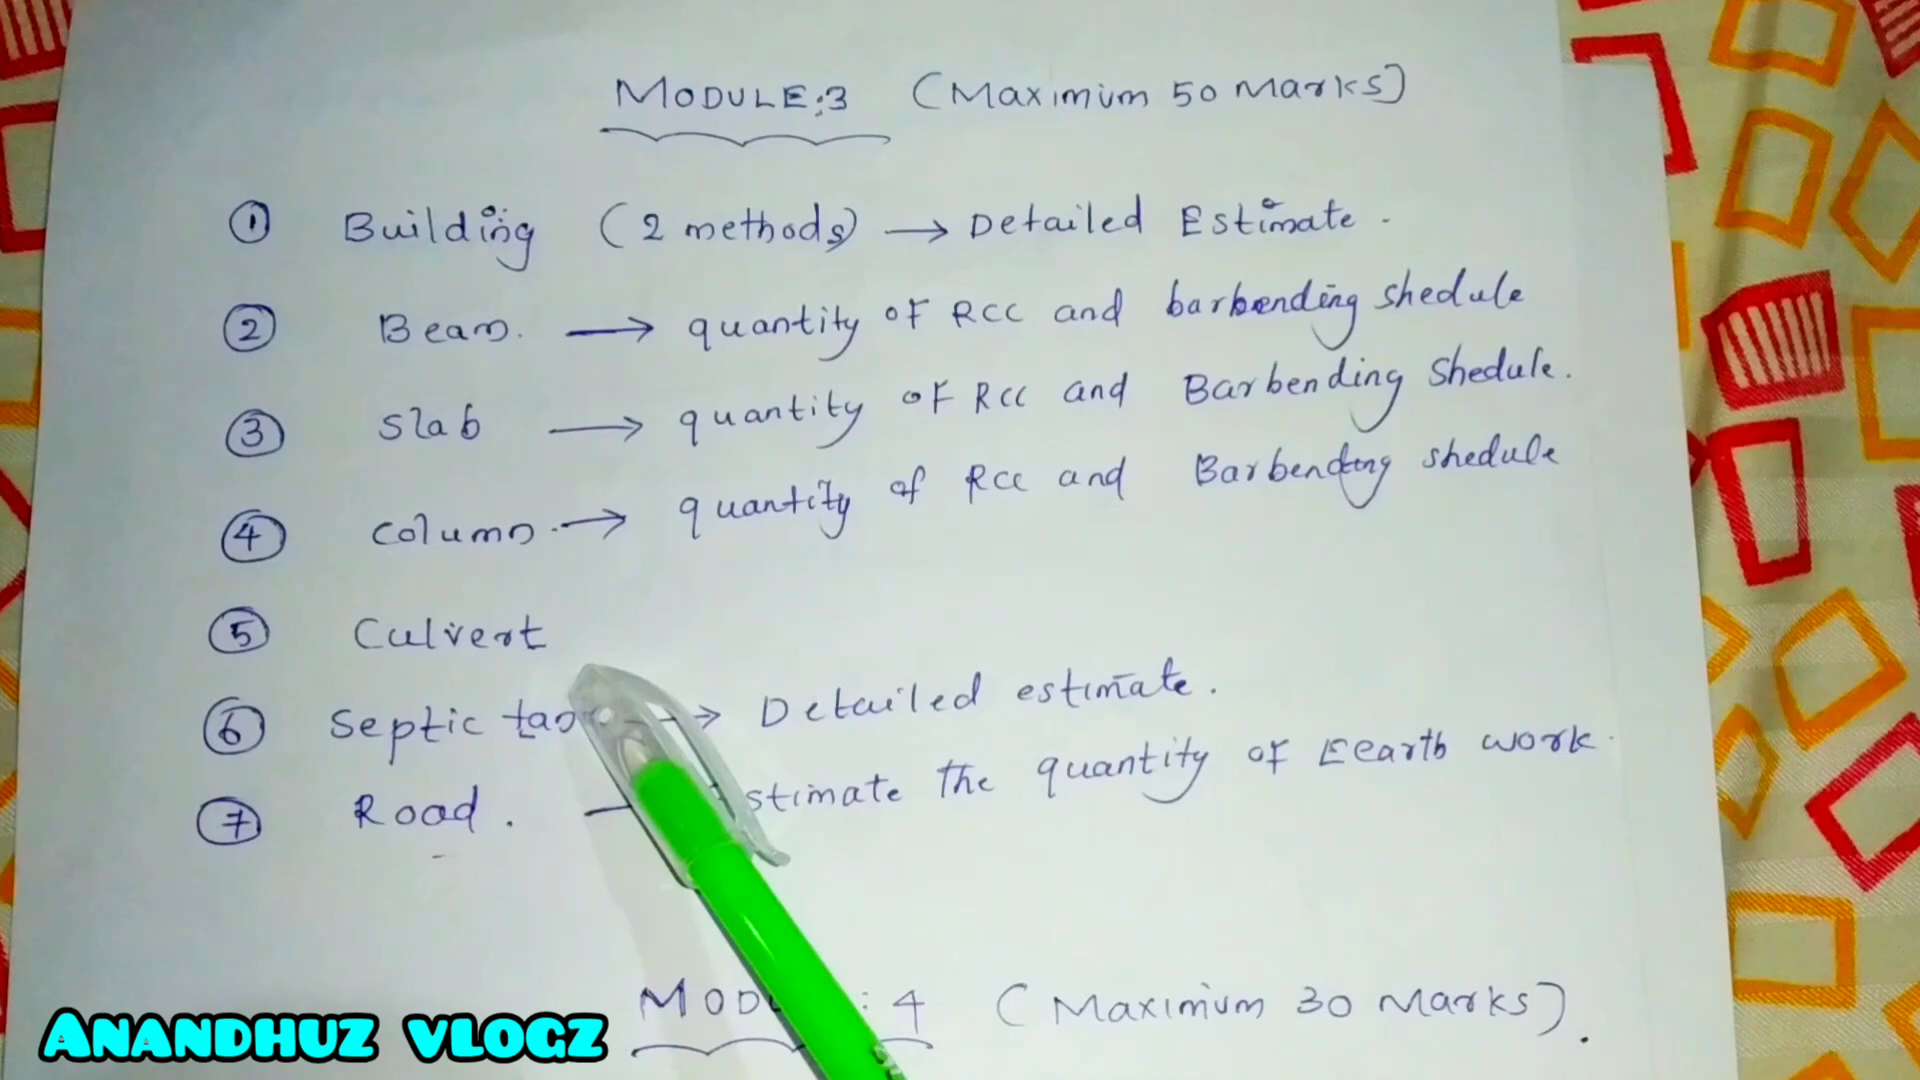 MODULE:3 (Maximum 50 Marks)
1 Building (2 methods) → Detailed Estimate.
2 Beam. → quantity of RCC and barbending shedule
3 Slab → quantity of RCC and Barbending Shedule.
4 Column. → quantity of RCC and Barbending shedule
5 Culvert
6 Septic → Detailed estimate.
7 Road. the quantity of Eearth work.
4 (Maximum 30 Marks).
ANANDHUZ VLOGZ